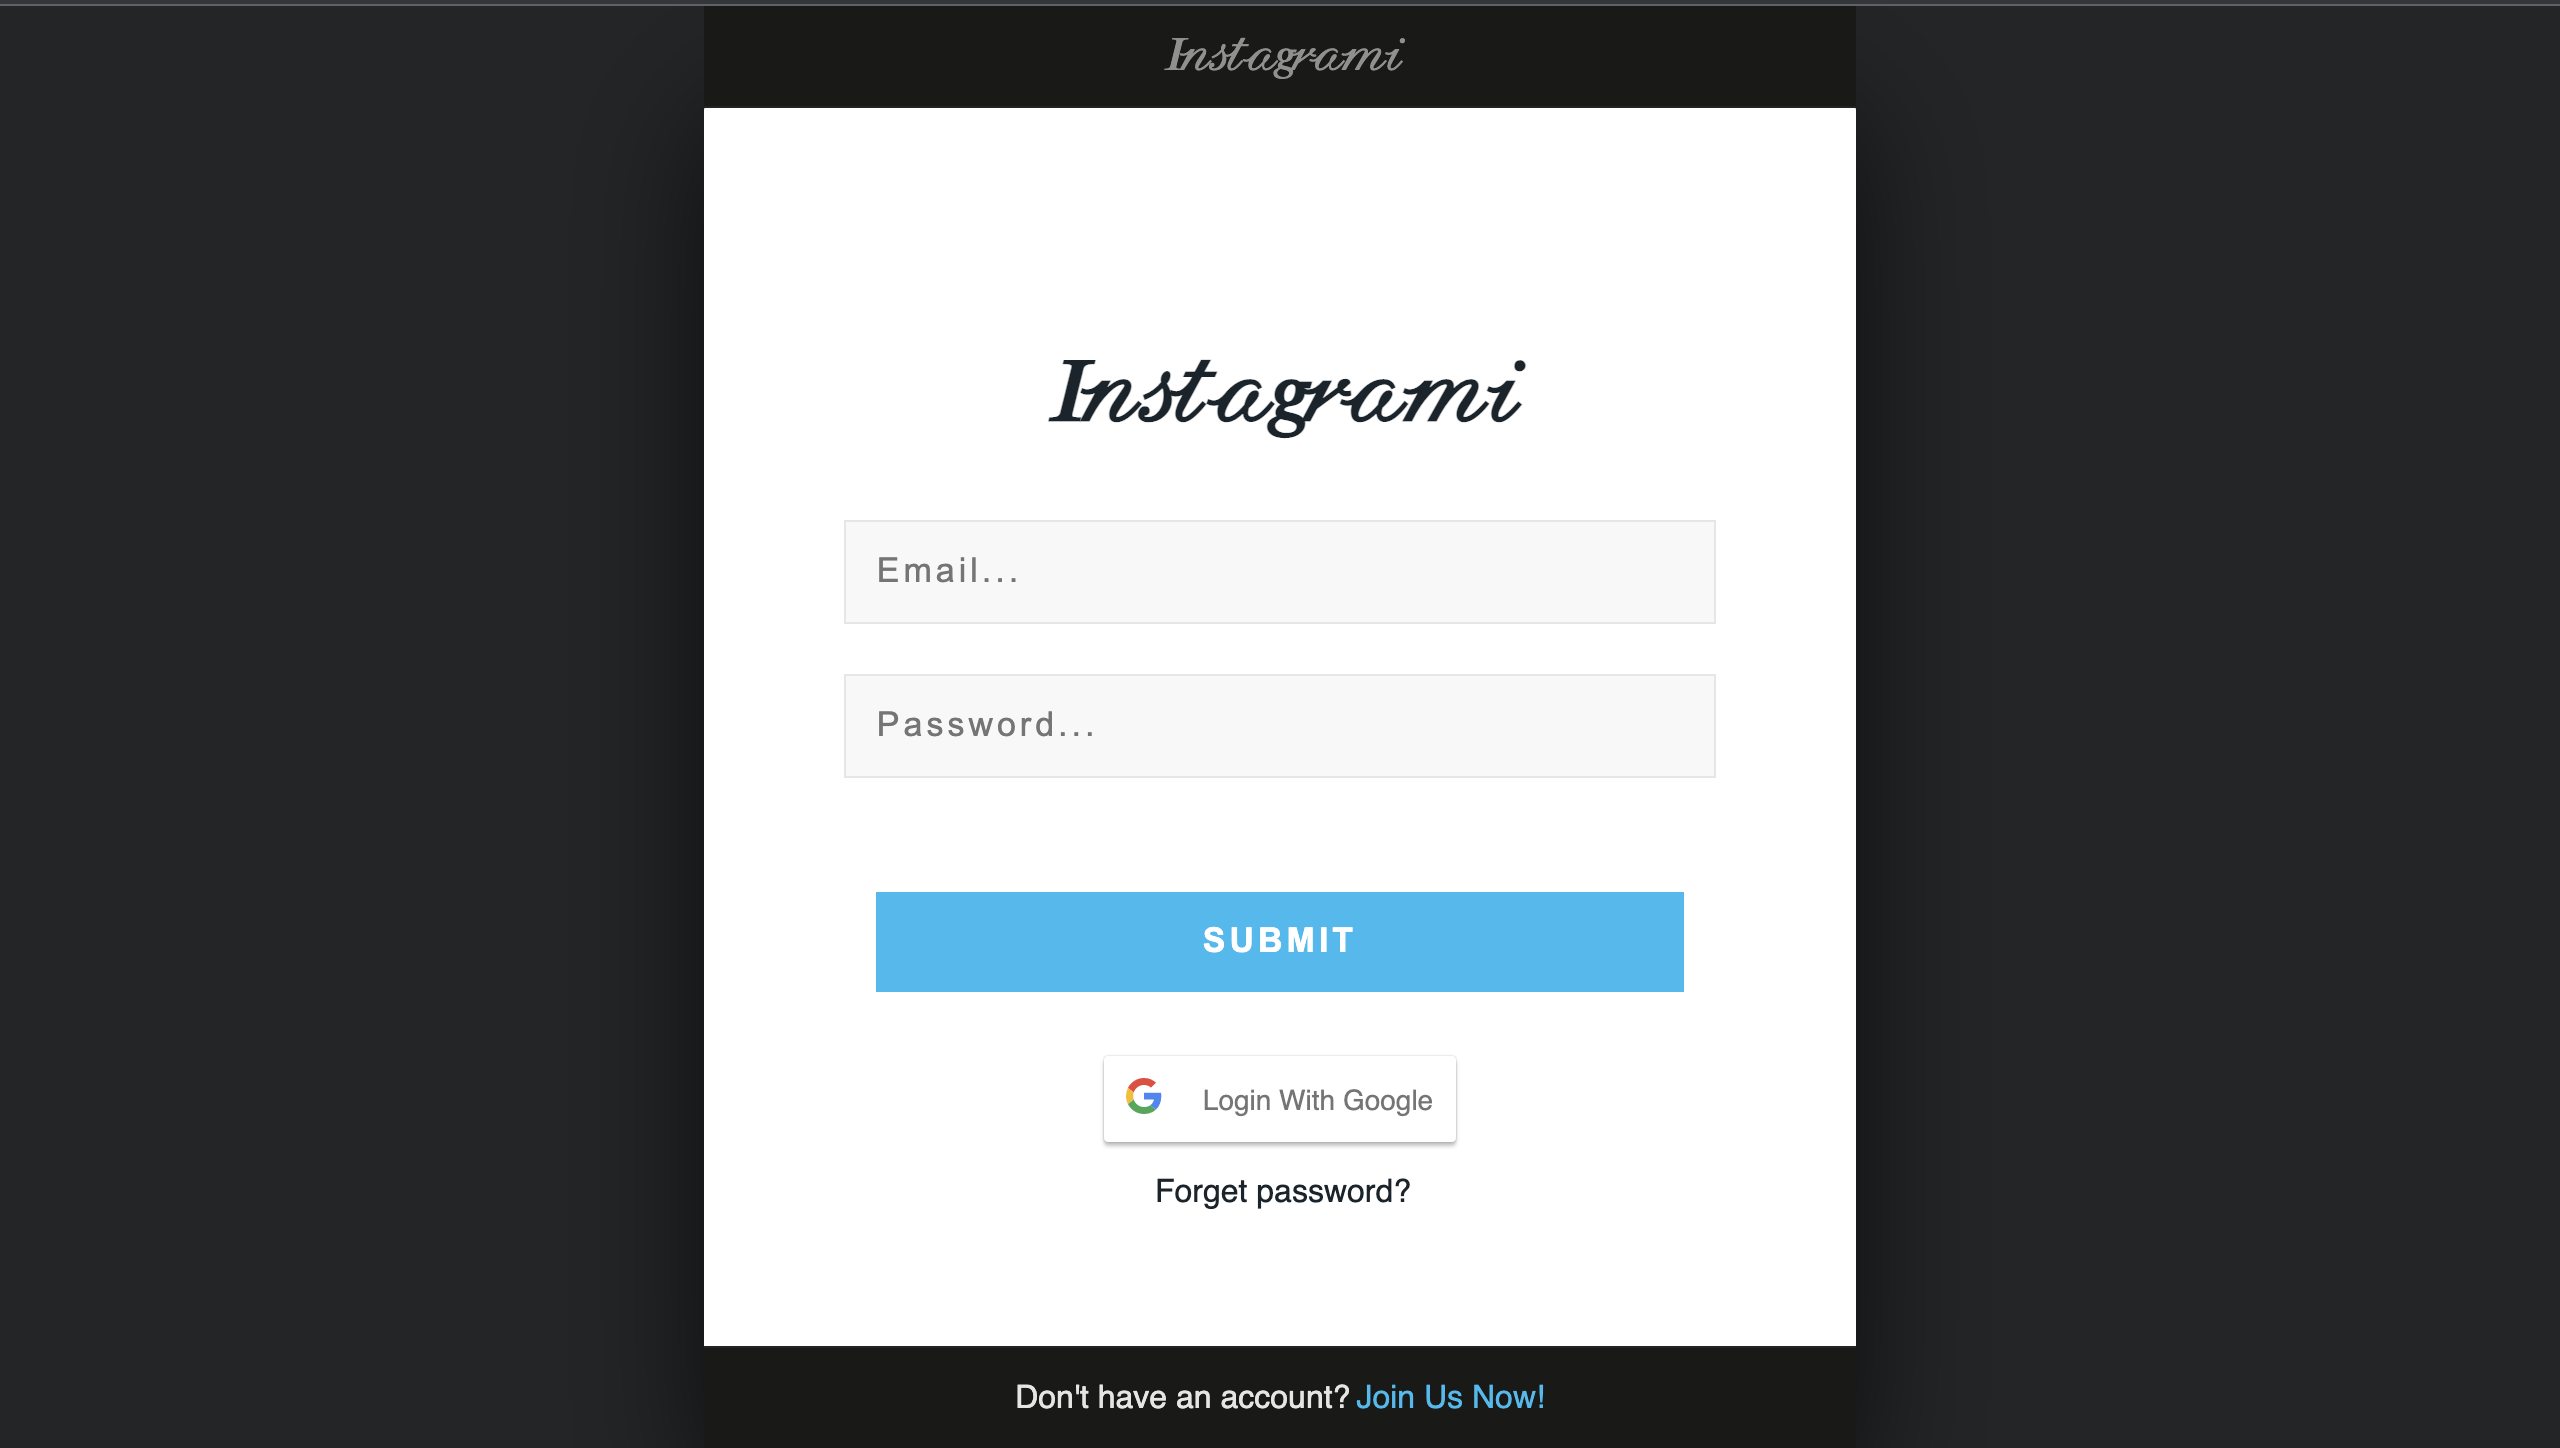 Instagrami
Instagrami
Email...
Password...
SUBMIT
Login With Google
Forget password?
Don't have an account? Join Us Now!